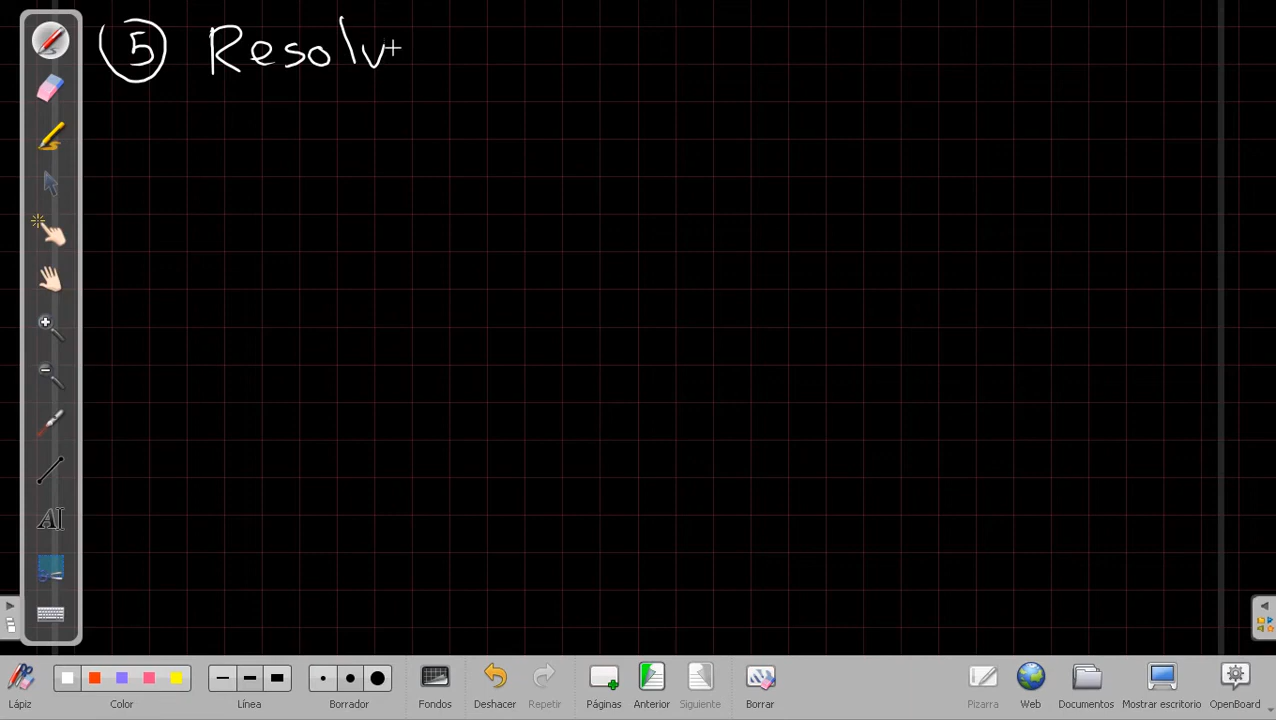 ⑤ Resolv
AI
Lápiz
Color
Línea
Borrador
Fondos
Deshacer
Repetir
Páginas
Anterior
Siguiente
Borrar
Pizarra
Web
Documentos
Mostrar escritorio
OpenBoard